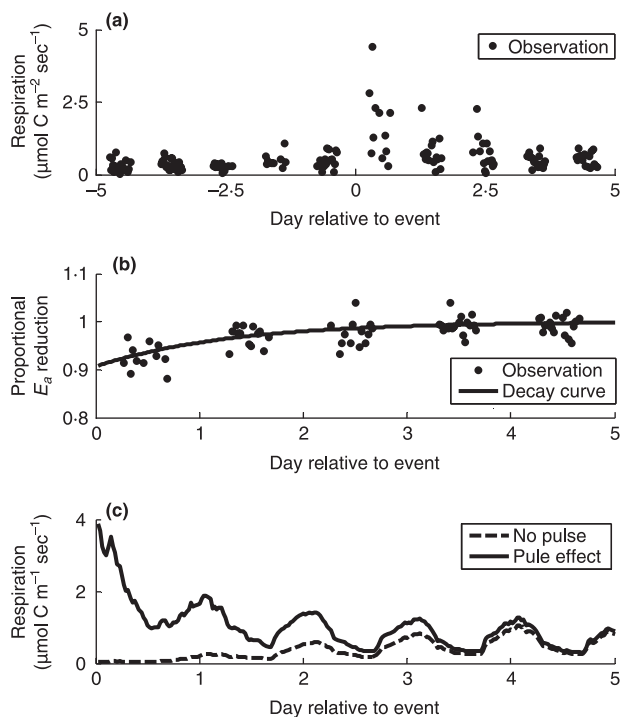 (a)
5
2·5
0
Respiration
(µmol C m⁻² sec⁻¹)
Observation
−5 −2·5 0 2·5 5
Day relative to event
(b)
1·1
1
0·9
0·8
Proportional
Eₐ reduction
Observation
Decay curve
0 1 2 3 4 5
Day relative to event
(c)
4
2
0
Respiration
(µmol C m⁻¹ sec⁻¹)
No pulse
Pule effect
0 1 2 3 4 5
Day relative to event